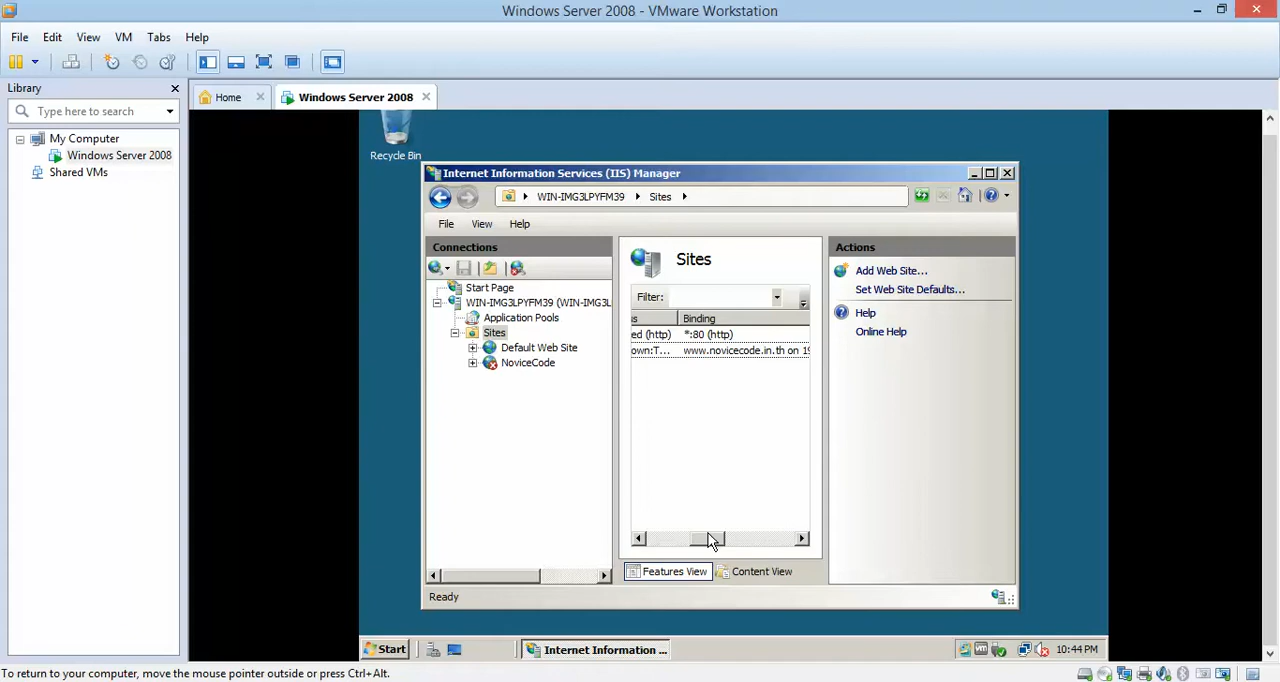 Windows Server 2008 - VMware Workstation
File Edit View VM Tabs Help
Library
Type here to search
My Computer
Windows Server 2008
Shared VMs
Home
Windows Server 2008
Recycle Bin
Internet Information Services (IIS) Manager
WIN-IMG3LPYFM39 Sites
File View Help
Connections
Start Page
WIN-IMG3LPYFM39 (WIN-IMG3L
Application Pools
Sites
Default Web Site
NoviceCode
Sites
Filter:
s Binding
ed (http) *:80 (http)
own:T... www.novicecode.in.th on 19
Features View Content View
Actions
Add Web Site...
Set Web Site Defaults...
Help
Online Help
Ready
Start
Internet Information ...
10:44 PM
To return to your computer, move the mouse pointer outside or press Ctrl+Alt.